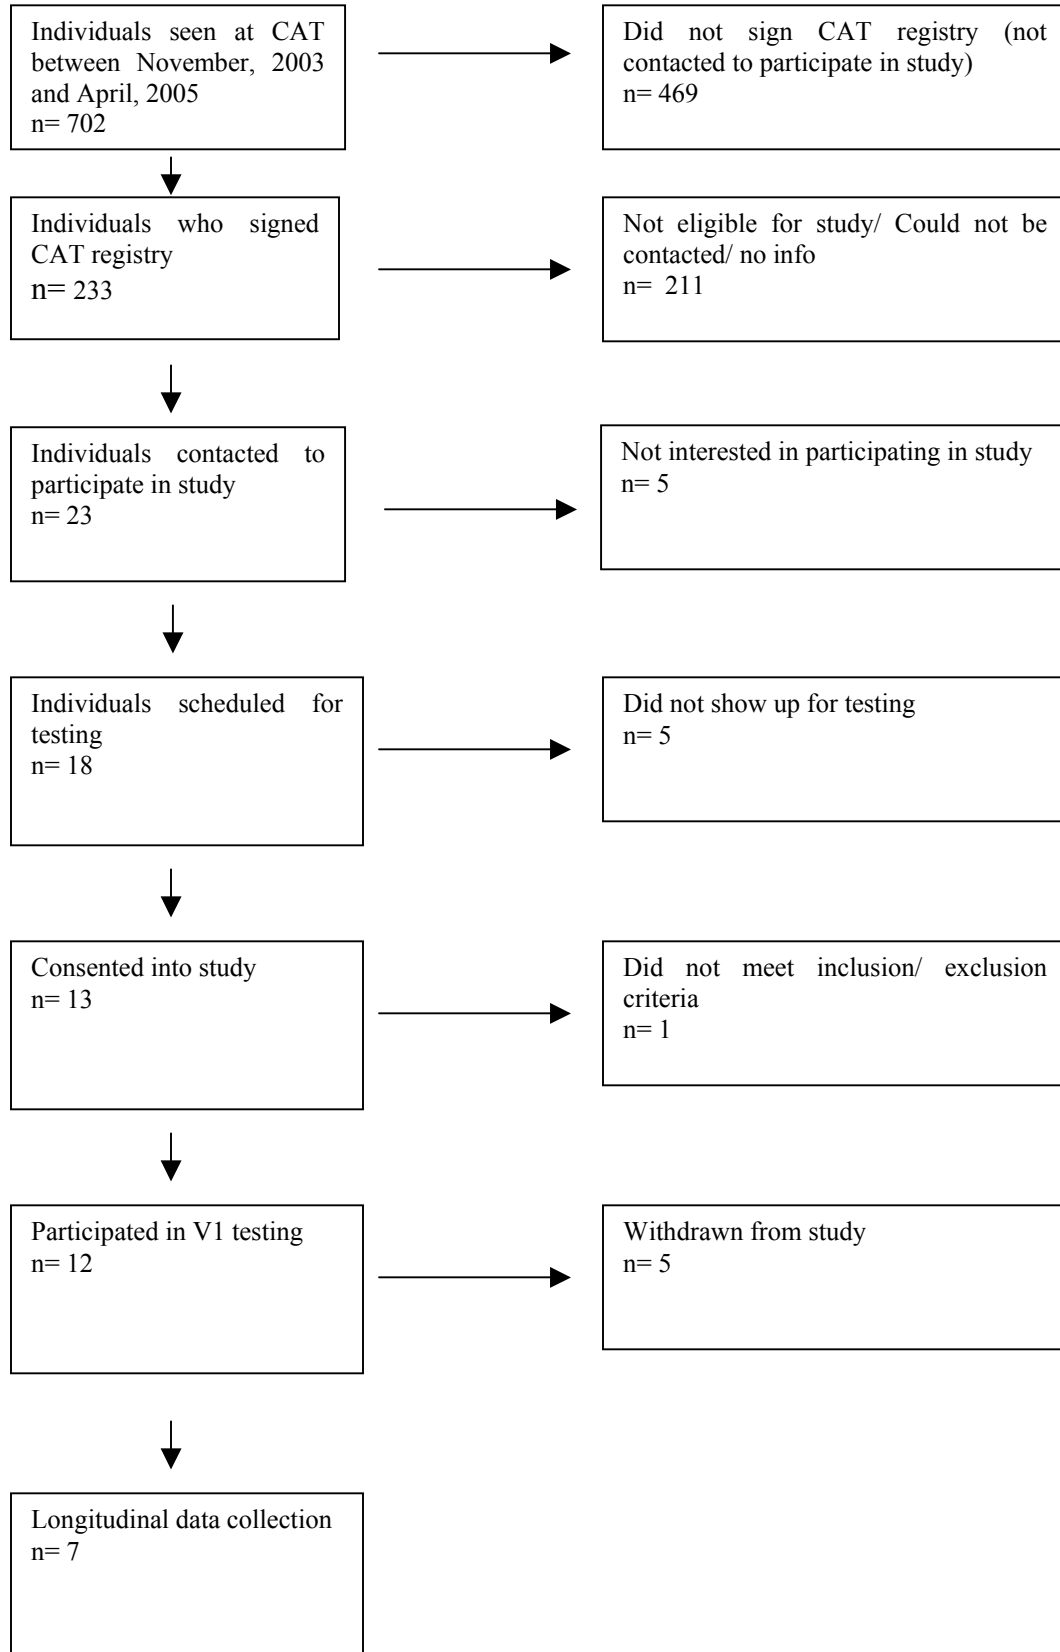 Individuals seen at CAT
between November, 2003
and April, 2005
n= 702
Did not sign CAT registry (not
contacted to participate in study)
n= 469
Individuals who signed
CAT registry
n= 233
Not eligible for study/ Could not be
contacted/ no info
n= 211
Individuals contacted to
participate in study
n= 23
Not interested in participating in study
n= 5
Individuals scheduled for
testing
n= 18
Did not show up for testing
n= 5
Consented into study
n= 13
Did not meet inclusion/ exclusion
criteria
n= 1
Participated in V1 testing
n= 12
Withdrawn from study
n= 5
Longitudinal data collection
n= 7